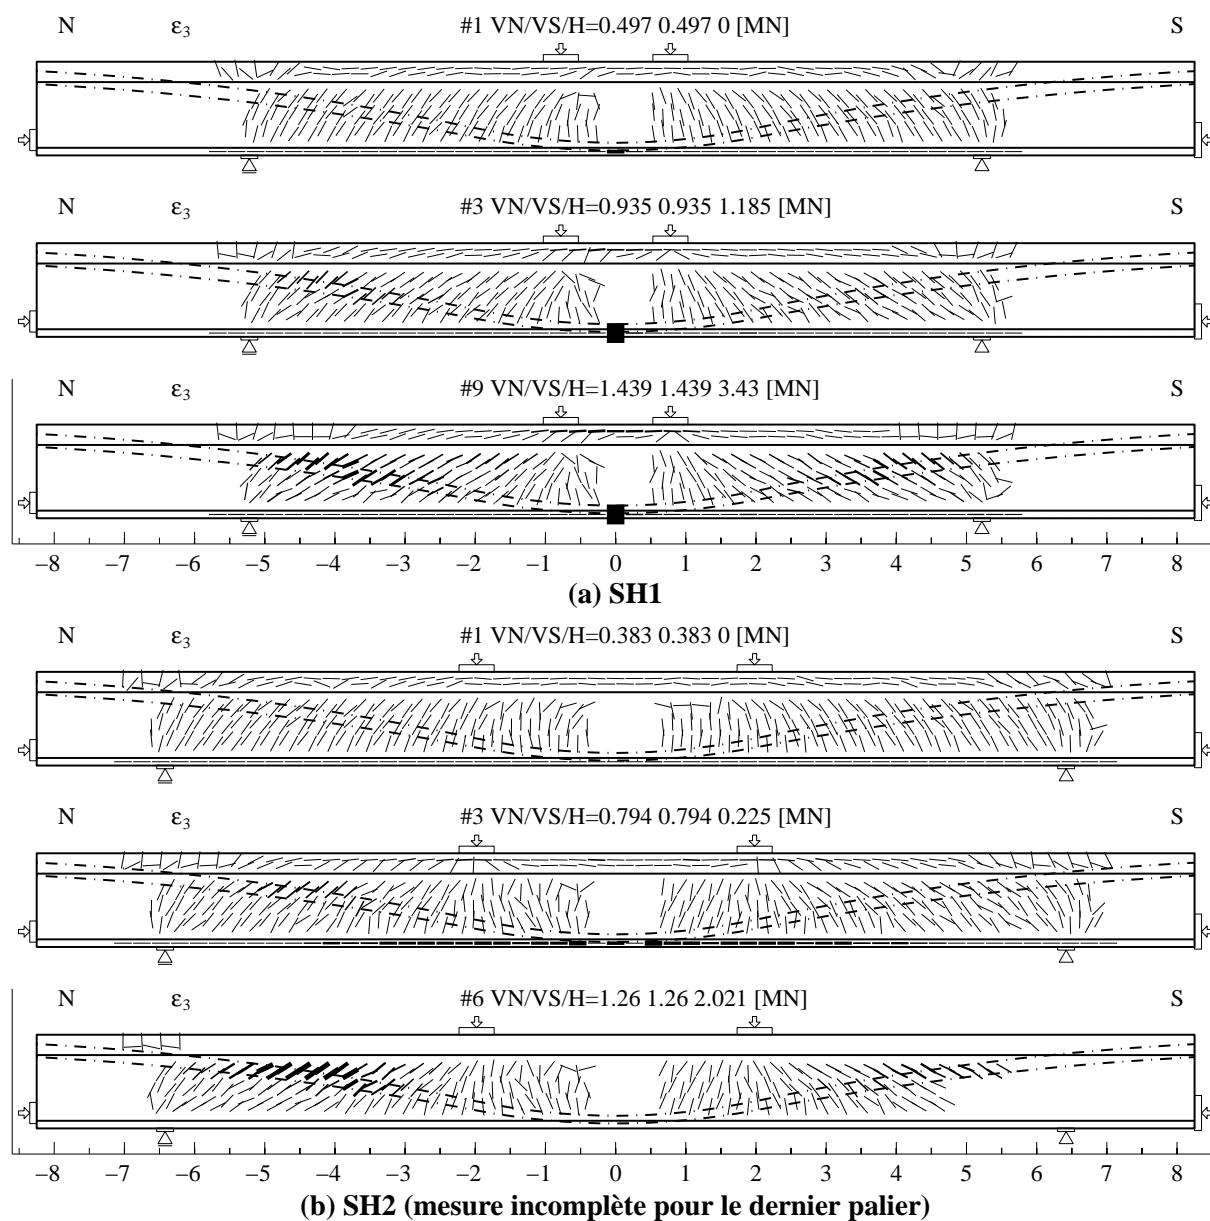 N ε3 #1 VN/VS/H=0.497 0.497 0 [MN] S
N ε3 #3 VN/VS/H=0.935 0.935 1.185 [MN] S
N ε3 #9 VN/VS/H=1.439 1.439 3.43 [MN] S
−8 −7 −6 −5 −4 −3 −2 −1 0 1 2 3 4 5 6 7 8
(a) SH1
N ε3 #1 VN/VS/H=0.383 0.383 0 [MN] S
N ε3 #3 VN/VS/H=0.794 0.794 0.225 [MN] S
N ε3 #6 VN/VS/H=1.26 1.26 2.021 [MN] S
−8 −7 −6 −5 −4 −3 −2 −1 0 1 2 3 4 5 6 7 8
(b) SH2 (mesure incomplète pour le dernier palier)